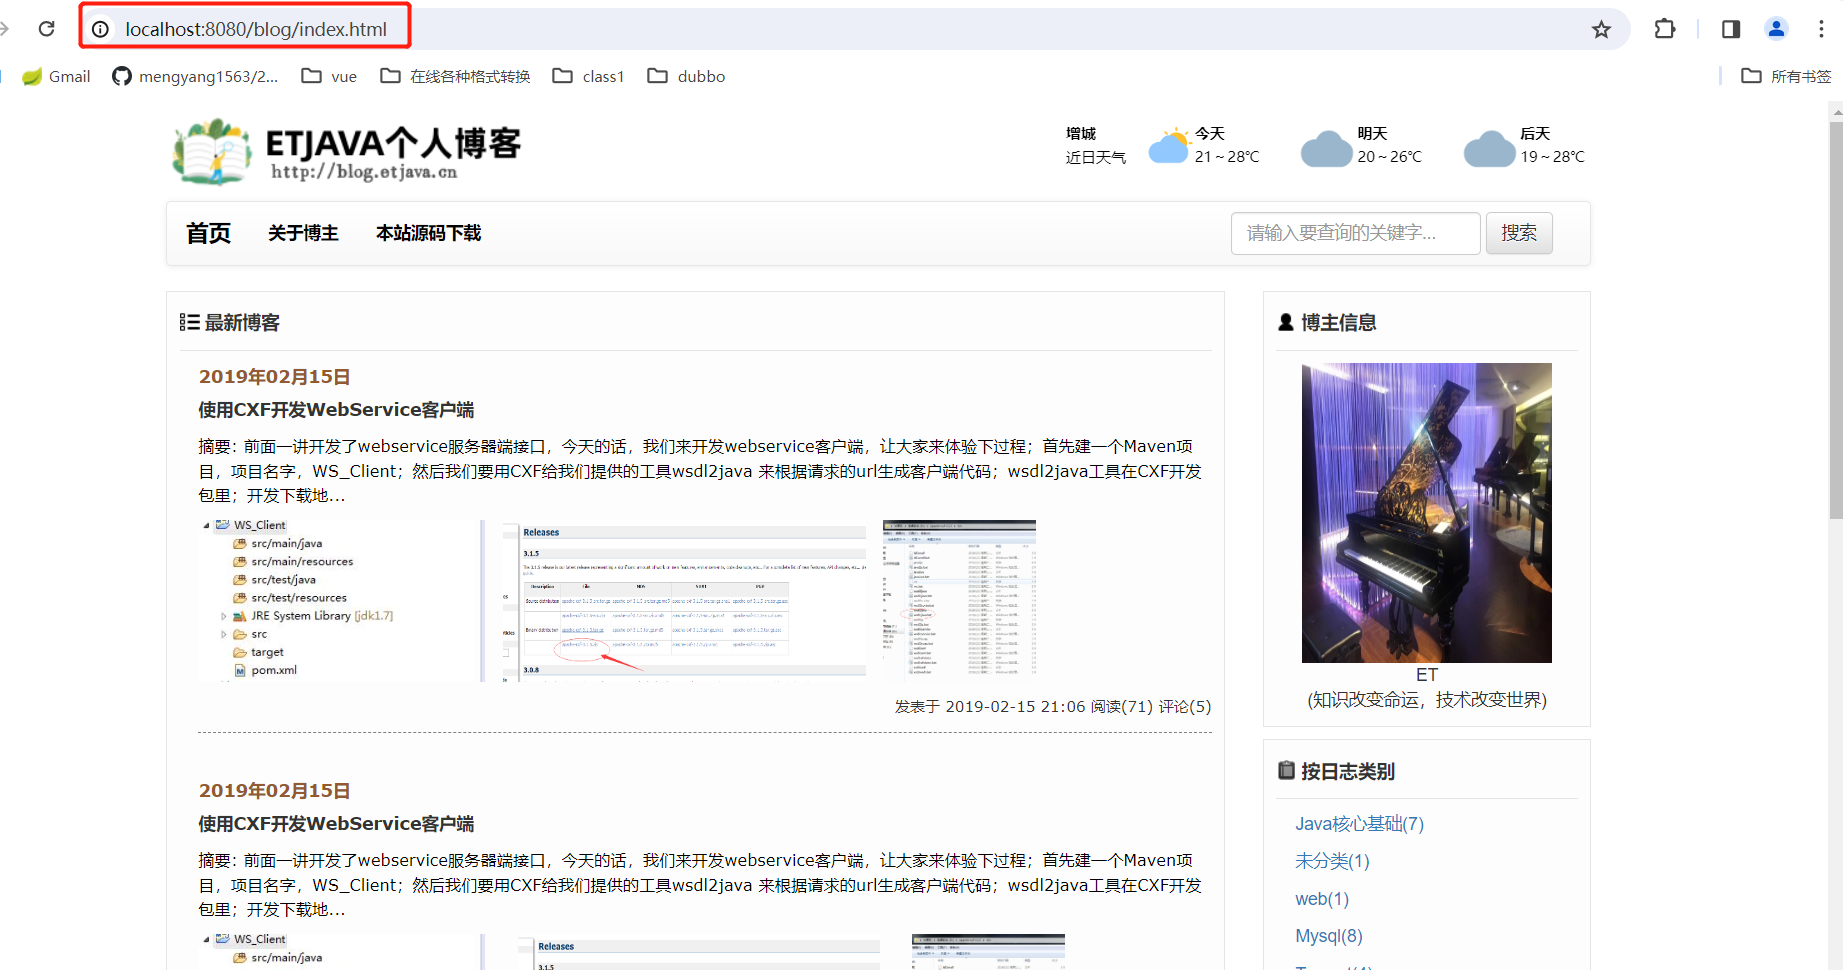 localhost:8080/blog/index.html
Gmail
mengyang1563/2...
vue
在线各种格式转换
class1
dubbo
所有书签
ETJAVA个人博客
http://blog.etjava.cn
增城
近日天气
今天
21～28℃
明天
20～26℃
后天
19～28℃
首页
关于博主
本站源码下载
请输入要查询的关键字...
搜索
最新博客
2019年02月15日
使用CXF开发WebService客户端
摘要：前面一讲开发了webservice服务器端接口，今天的话，我们来开发webservice客户端，让大家来体验下过程；首先建一个Maven项
目，项目名字，WS_Client；然后我们要用CXF给我们提供的工具wsdl2java 来根据请求的url生成客户端代码；wsdl2java工具在CXF开发
包里；开发下载地...
WS_Client
src/main/java
src/main/resources
src/test/java
src/test/resources
JRE System Library [jdk1.7]
src
target
pom.xml
Releases
3.1.5
3.0.8
发表于 2019-02-15 21:06 阅读(71) 评论(5)
2019年02月15日
使用CXF开发WebService客户端
摘要：前面一讲开发了webservice服务器端接口，今天的话，我们来开发webservice客户端，让大家来体验下过程；首先建一个Maven项
目，项目名字，WS_Client；然后我们要用CXF给我们提供的工具wsdl2java 来根据请求的url生成客户端代码；wsdl2java工具在CXF开发
包里；开发下载地...
WS_Client
src/main/java
Releases
3.1.5
博主信息
ET
(知识改变命运，技术改变世界)
按日志类别
Java核心基础(7)
未分类(1)
web(1)
Mysql(8)